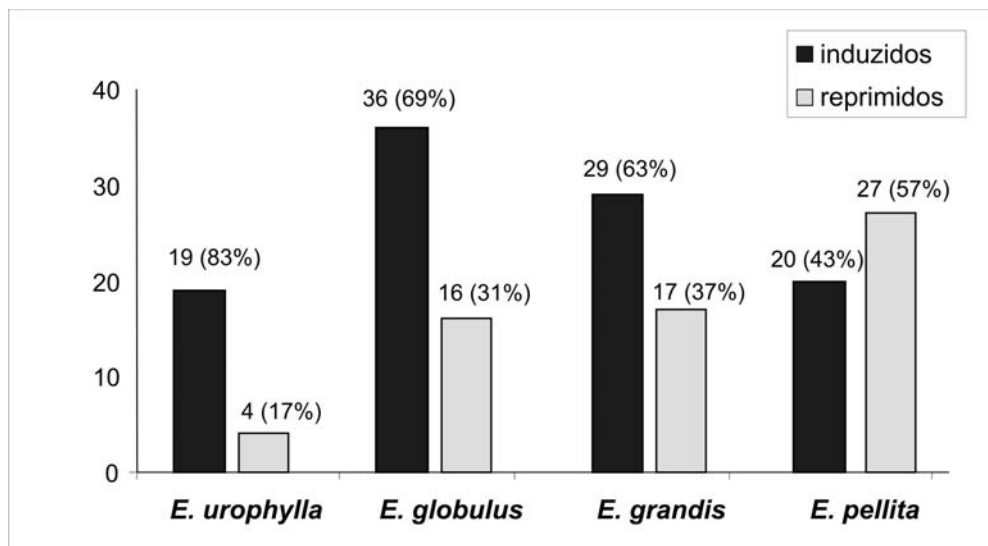 induzidos
reprimidos
40
30
20
10
0
19 (83%)
4 (17%)
36 (69%)
16 (31%)
29 (63%)
17 (37%)
20 (43%)
27 (57%)
E. urophylla
E. globulus
E. grandis
E. pellita